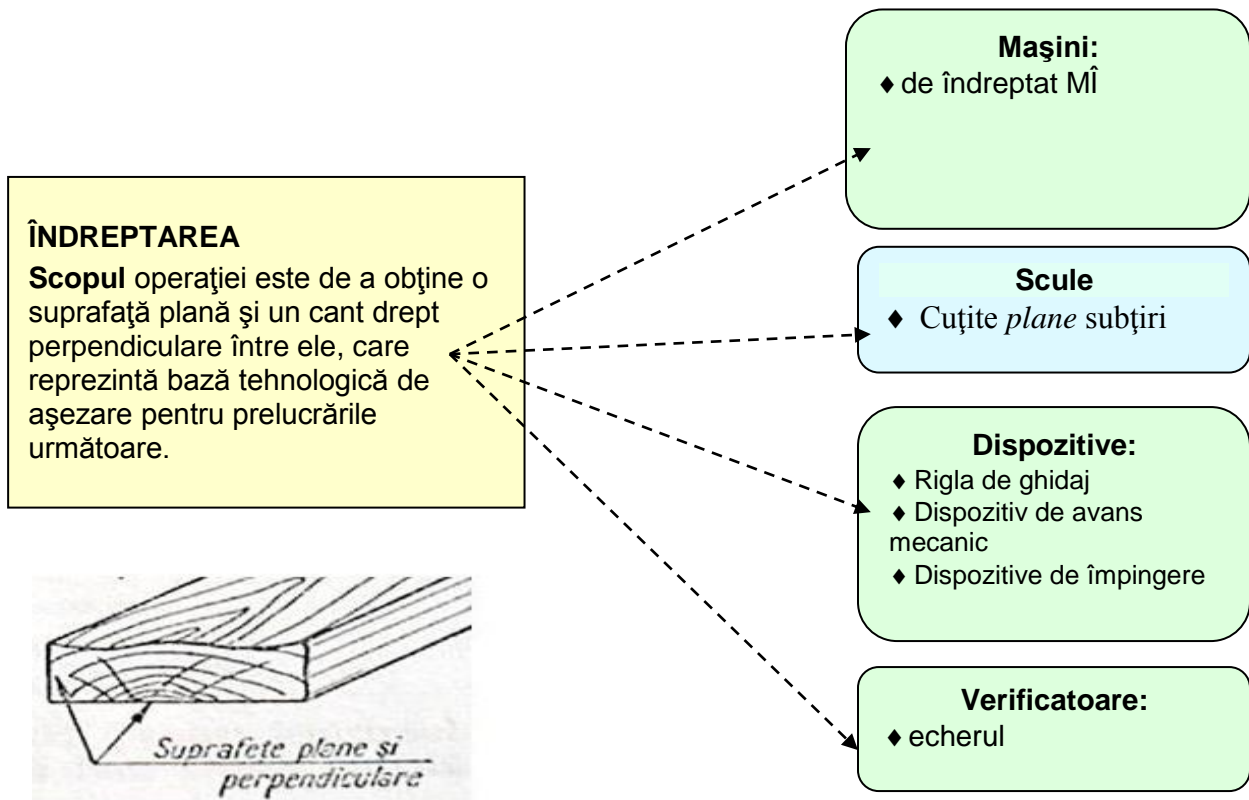 ÎNDREPTAREA
Scopul operaţiei este de a obţine o
suprafaţă plană şi un cant drept
perpendiculare între ele, care
reprezintă bază tehnologică de
aşezare pentru prelucrările
următoare.
Suprafețe plane și
perpendiculare
Maşini:
♦ de îndreptat MÎ
Scule
♦ Cuţite plane subţiri
Dispozitive:
♦ Rigla de ghidaj
♦ Dispozitiv de avans
mecanic
♦ Dispozitive de împingere
Verificatoare:
♦ echerul